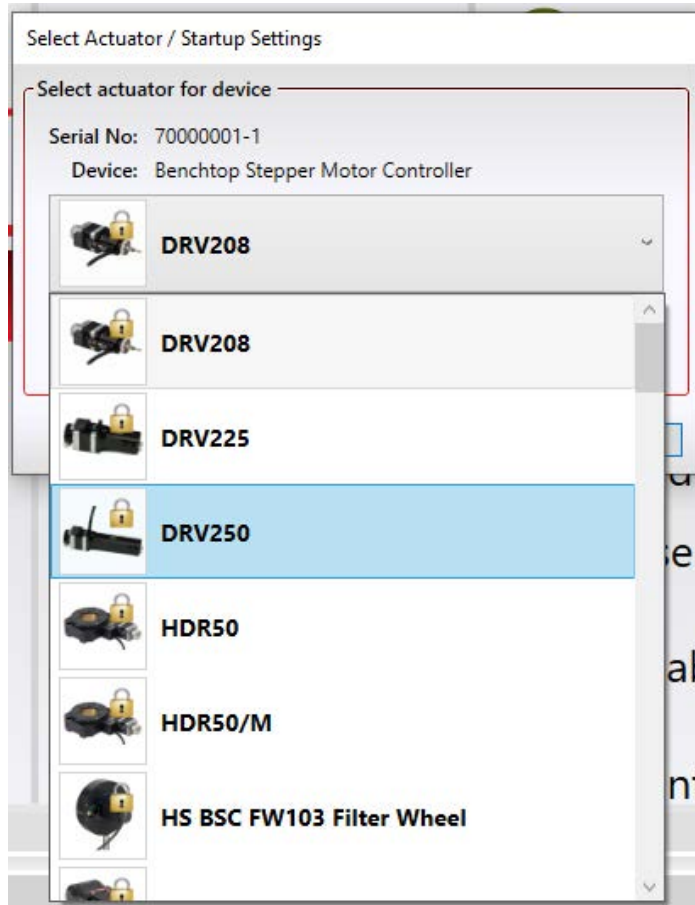 Select Actuator / Startup Settings
Select actuator for device
Serial No: 70000001-1
Device: Benchtop Stepper Motor Controller
DRV208
DRV208
DRV225
DRV250
HDR50
HDR50/M
HS BSC FW103 Filter Wheel